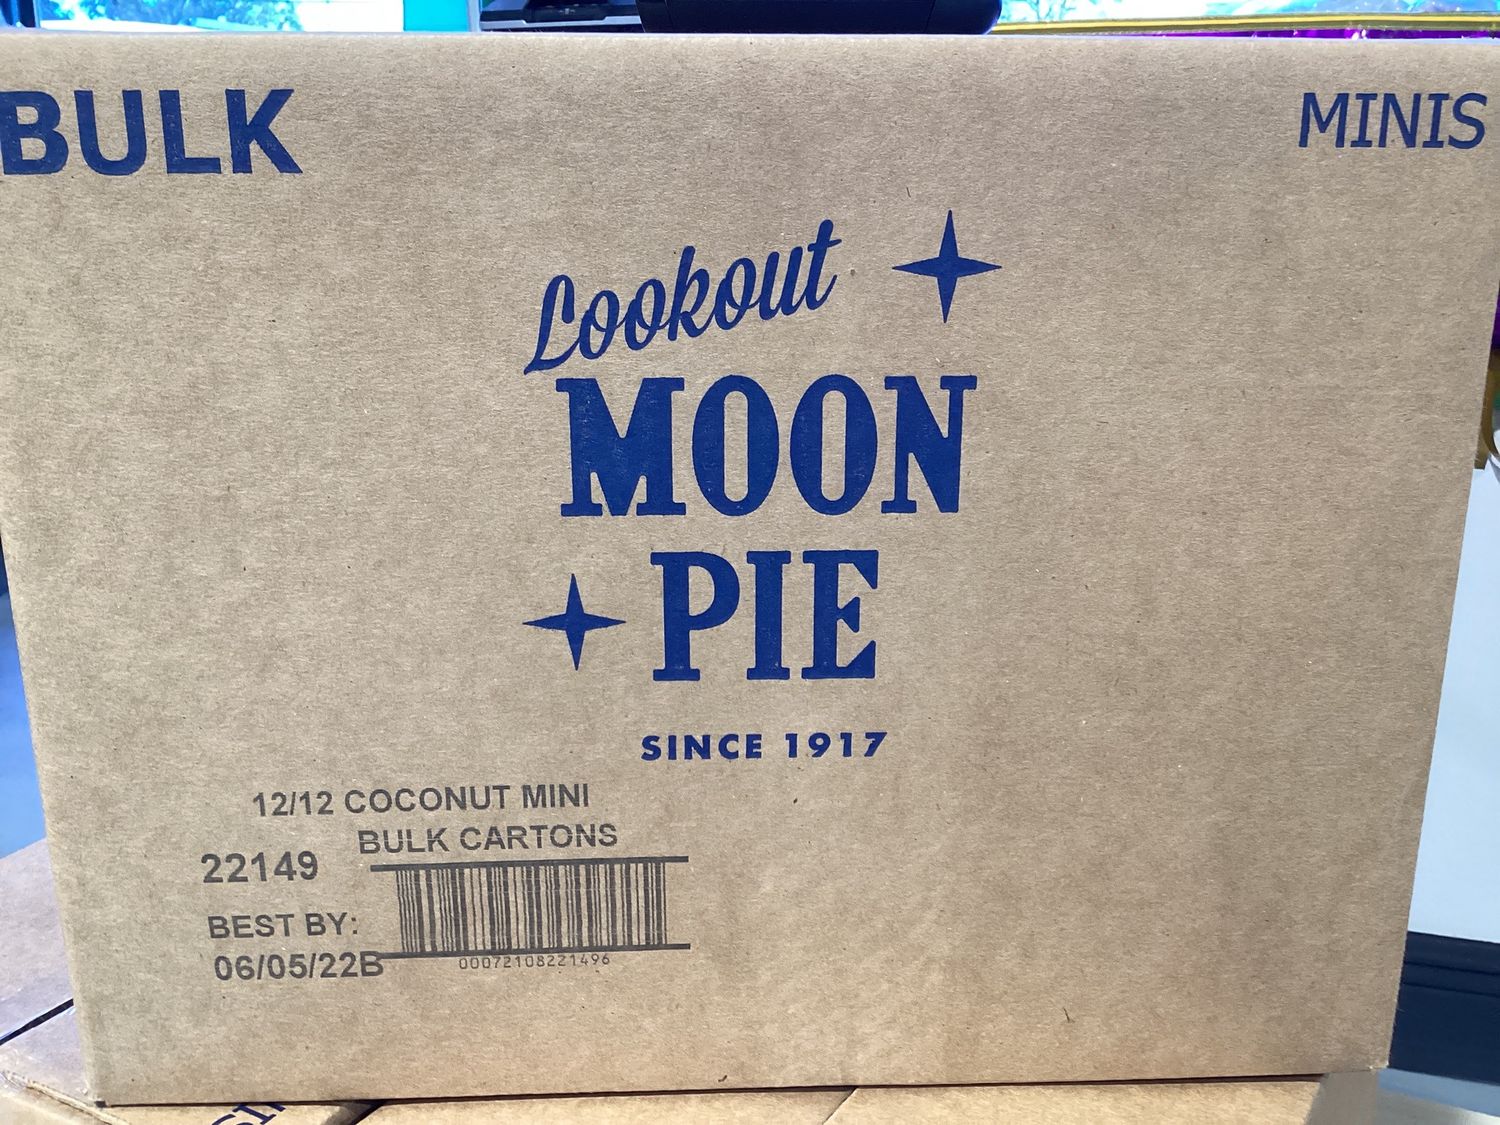 BULK
MINIS
Lookout
MOON
PIE
SINCE 1917
12/12 COCONUT MINI
BULK CARTONS
22149
BEST BY:
06/05/22B
00072108221496